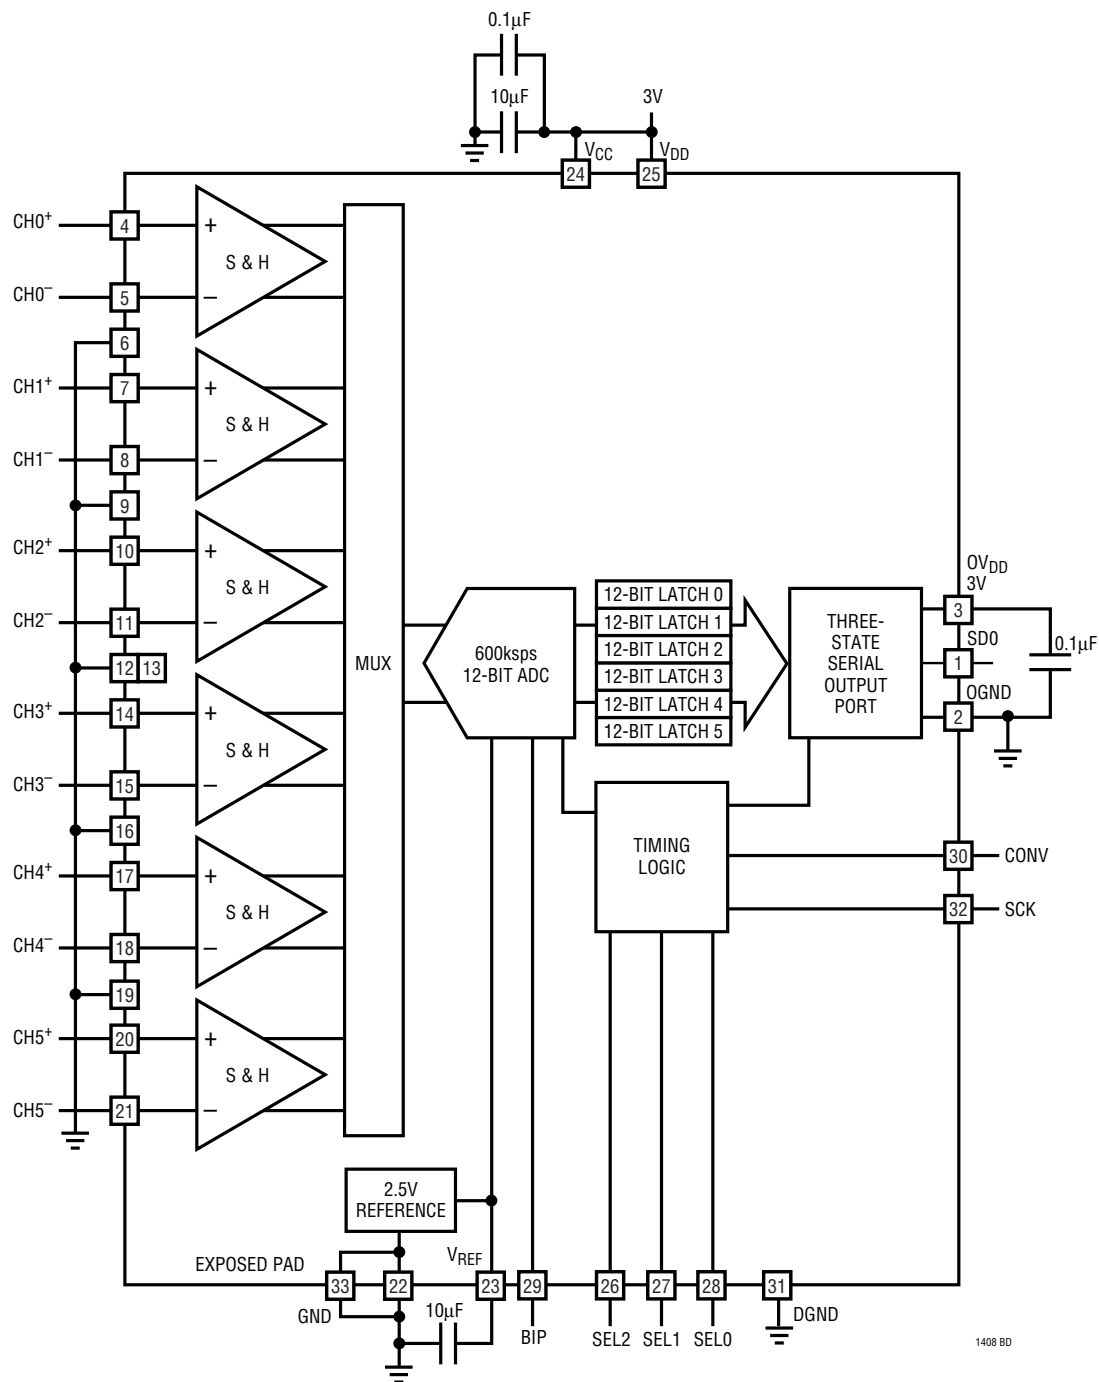 0.1µF
10µF
3V
VCC
VDD
24
25
CH0+
4
+
S & H
CH0–
5
–
6
CH1+
7
+
S & H
CH1–
8
–
9
CH2+
10
+
S & H
CH2–
11
–
12
13
CH3+
14
+
S & H
CH3–
15
–
16
CH4+
17
+
S & H
CH4–
18
–
19
CH5+
20
+
S & H
CH5–
21
–
MUX
600ksps
12-BIT ADC
12-BIT LATCH 0
12-BIT LATCH 1
12-BIT LATCH 2
12-BIT LATCH 3
12-BIT LATCH 4
12-BIT LATCH 5
THREE-
STATE
SERIAL
OUTPUT
PORT
OVDD
3V
3
SD0
1
0.1µF
OGND
2
TIMING
LOGIC
30
CONV
32
SCK
2.5V
REFERENCE
EXPOSED PAD
VREF
33
22
23
29
26
27
28
31
GND
10µF
BIP
SEL2
SEL1
SEL0
DGND
1408 BD